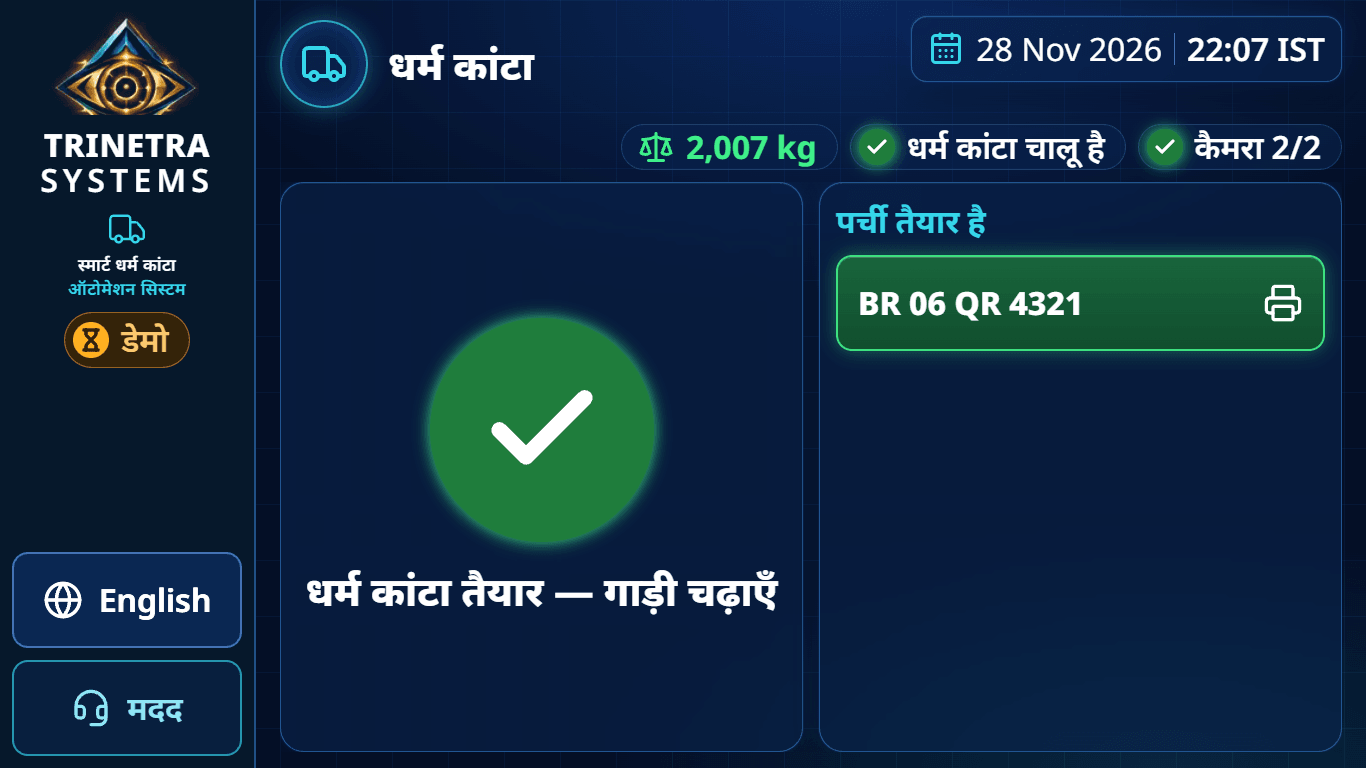 TRINETRA
SYSTEMS
स्मार्ट धर्म कांटा
ऑटोमेशन सिस्टम
डेमो
English
मदद
धर्म कांटा
28 Nov 2026
22:07 IST
2,007 kg
धर्म कांटा चालू है
कैमरा 2/2
धर्म कांटा तैयार — गाड़ी चढ़ाएँ
पर्ची तैयार है
BR 06 QR 4321